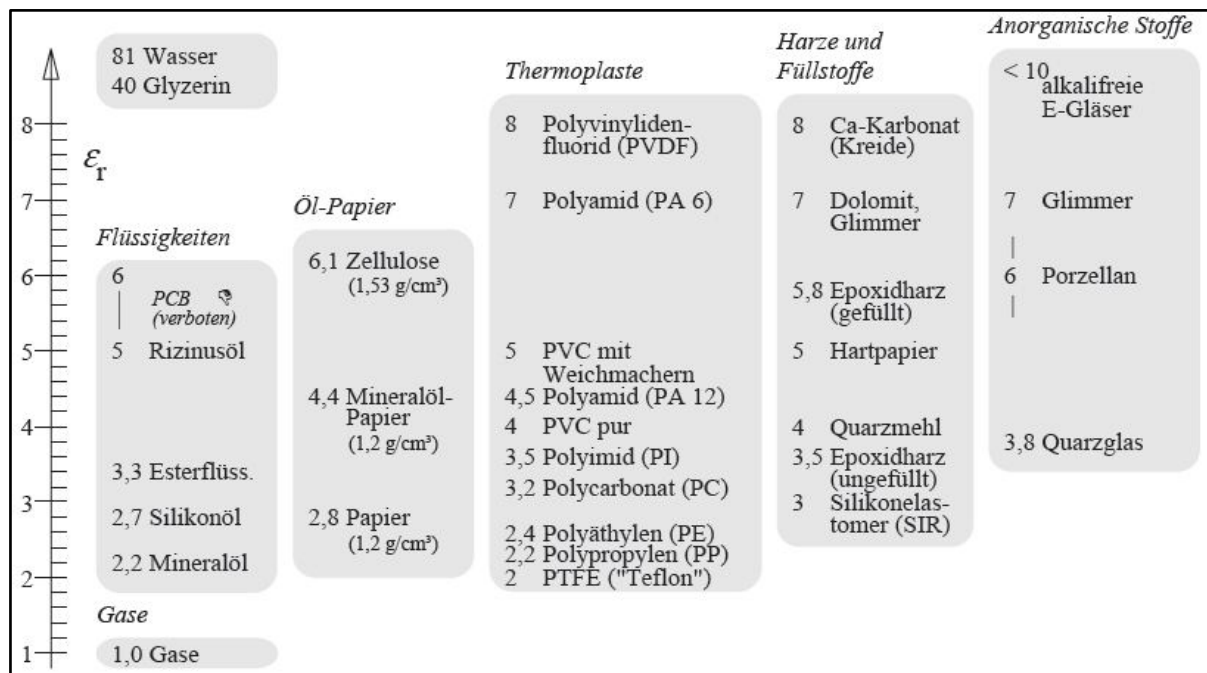 8
7
6
5
4
3
2
1
εr
81 Wasser
40 Glyzerin
Flüssigkeiten
6
PCB
(verboten)
5 Rizinusöl
3,3 Esterflüss.
2,7 Silikonöl
2,2 Mineralöl
Gase
1,0 Gase
Öl-Papier
6,1 Zellulose
(1,53 g/cm³)
4,4 Mineralöl-
Papier
(1,2 g/cm³)
2,8 Papier
(1,2 g/cm³)
Thermoplaste
8 Polyvinyliden-
fluorid (PVDF)
7 Polyamid (PA 6)
5 PVC mit
Weichmachern
4,5 Polyamid (PA 12)
4 PVC pur
3,5 Polyimid (PI)
3,2 Polycarbonat (PC)
2,4 Polyäthylen (PE)
2,2 Polypropylen (PP)
2 PTFE ("Teflon")
Harze und
Füllstoffe
8 Ca-Karbonat
(Kreide)
7 Dolomit,
Glimmer
5,8 Epoxidharz
(gefüllt)
5 Hartpapier
4 Quarzmehl
3,5 Epoxidharz
(ungefüllt)
3 Silikonelas-
tomer (SIR)
Anorganische Stoffe
< 10
alkalifreie
E-Gläser
7 Glimmer
6 Porzellan
3,8 Quarzglas